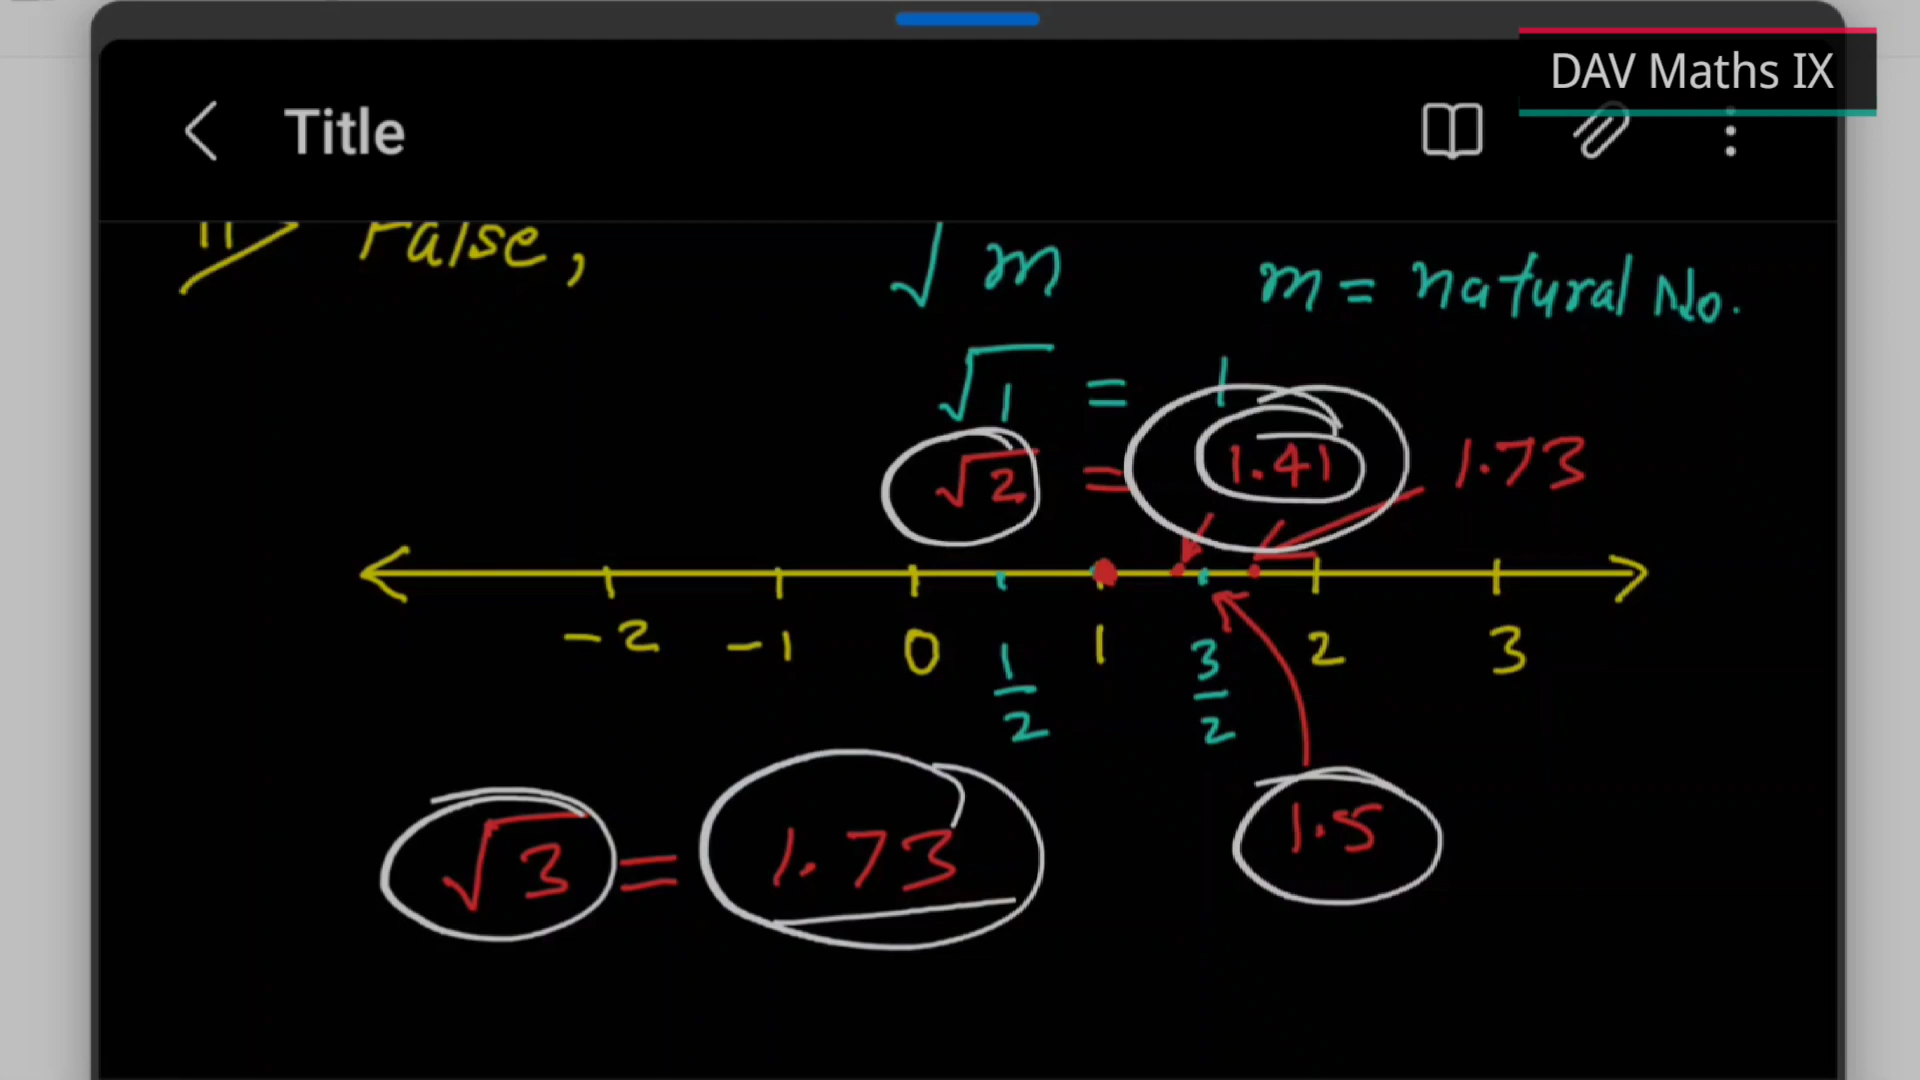 DAV Maths IX
Title
ii False, √m m = natural No.
√1 = 1
√2 = 1.41 1.73
-2 -1 0 1/2 1 3/2 2 3
√3 = 1.73 1.5